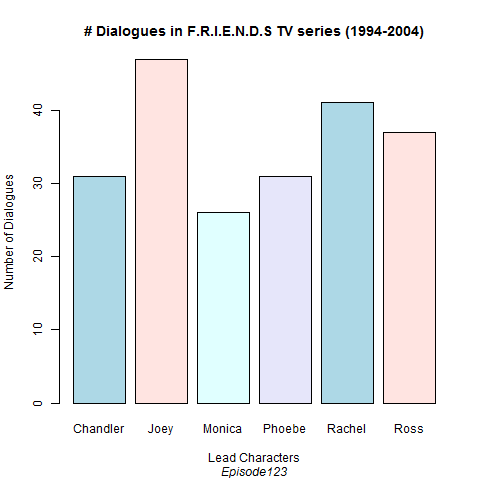 # Dialogues in F.R.I.E.N.D.S TV series (1994-2004)
Number of Dialogues
40
30
20
10
0
Chandler Joey Monica Phoebe Rachel Ross
Lead Characters
Episode123